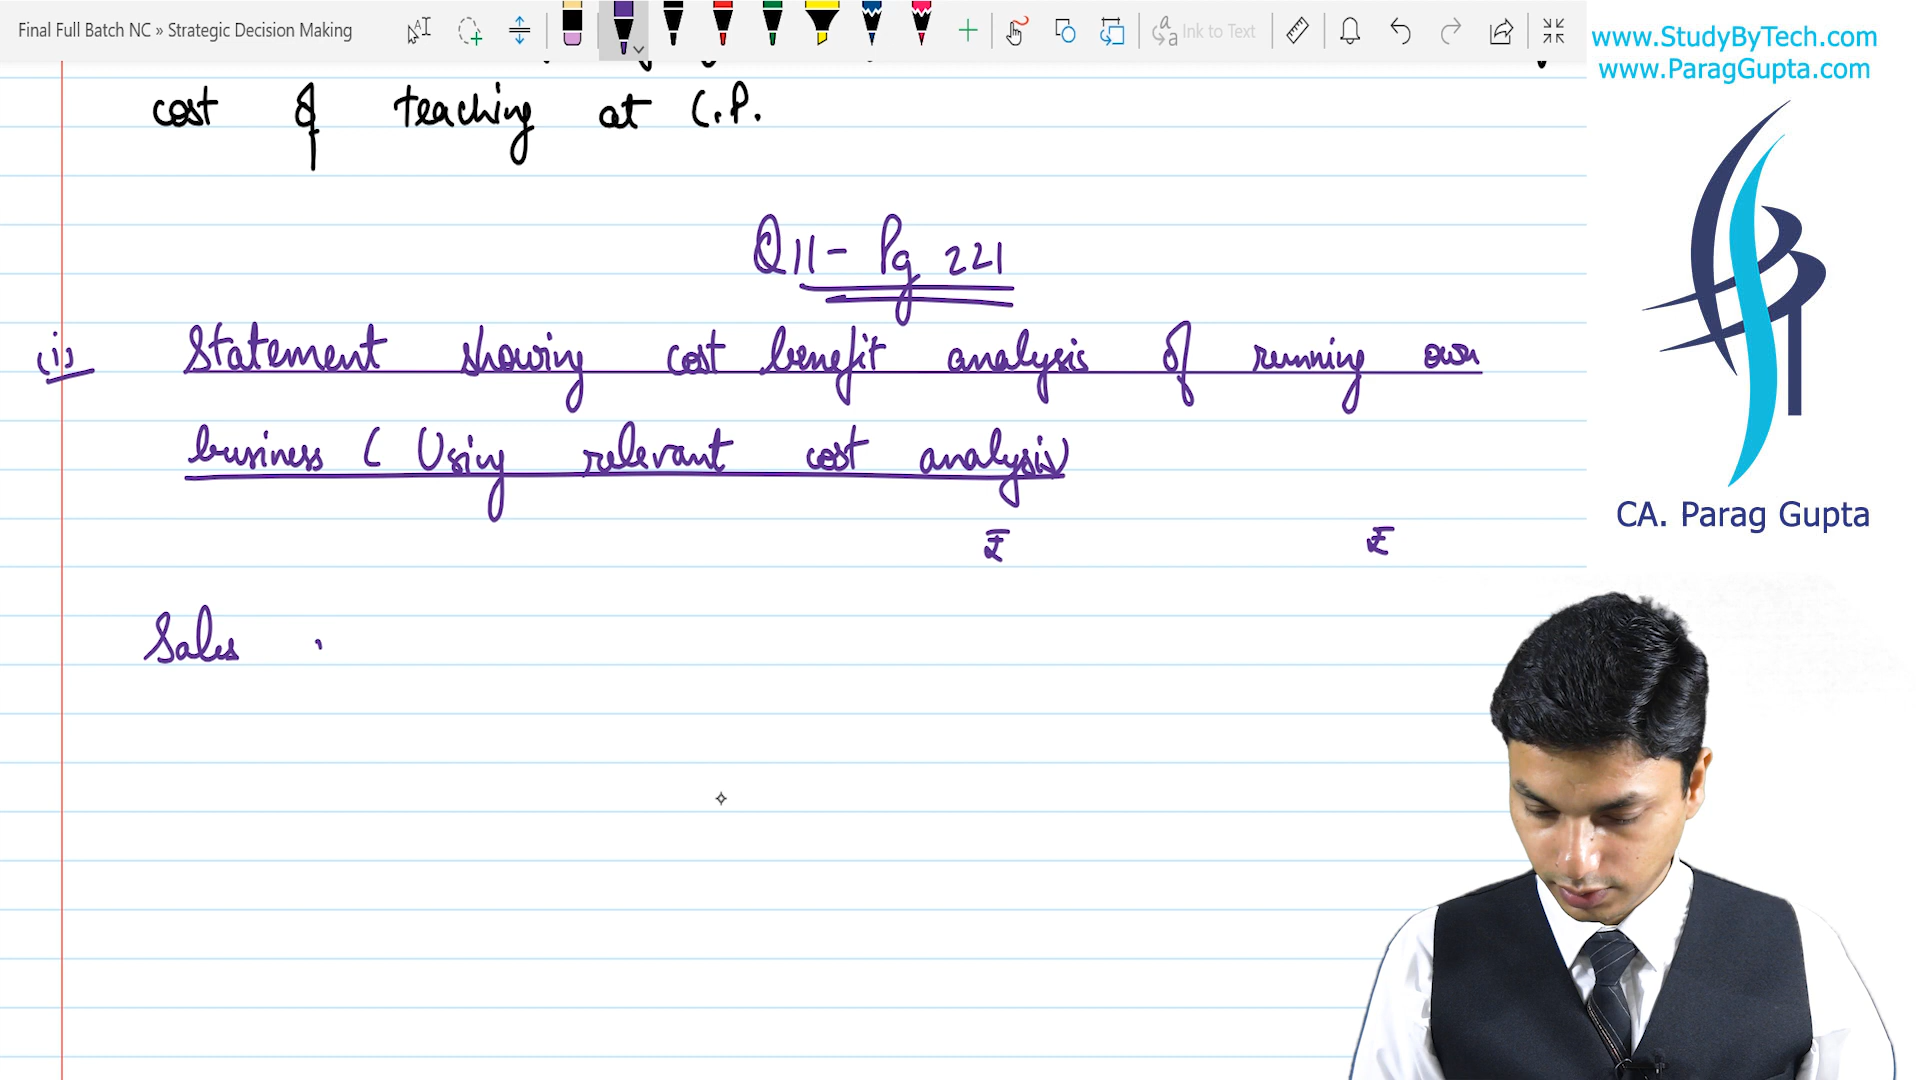 Final Full Batch NC » Strategic Decision Making
Ink to Text
www.StudyByTech.com
www.ParagGupta.com
cost & teaching at C.P.
Q11 - Pg 221
(i) Statement showing cost benefit analysis of running own
business (Using relevant cost analysis)
₹ ₹
CA. Parag Gupta
Sales